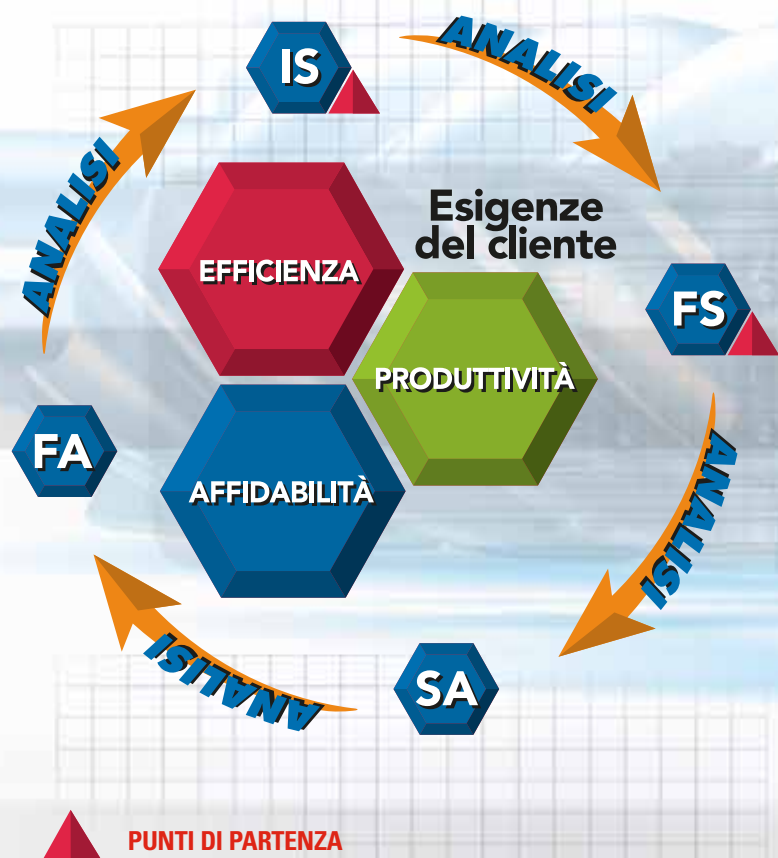 IS
ANALISI
ANALISI
Esigenze
del cliente
EFFICIENZA
FS
PRODUTTIVITÀ
FA
AFFIDABILITÀ
ANALISI
SA
ANALISI
PUNTI DI PARTENZA